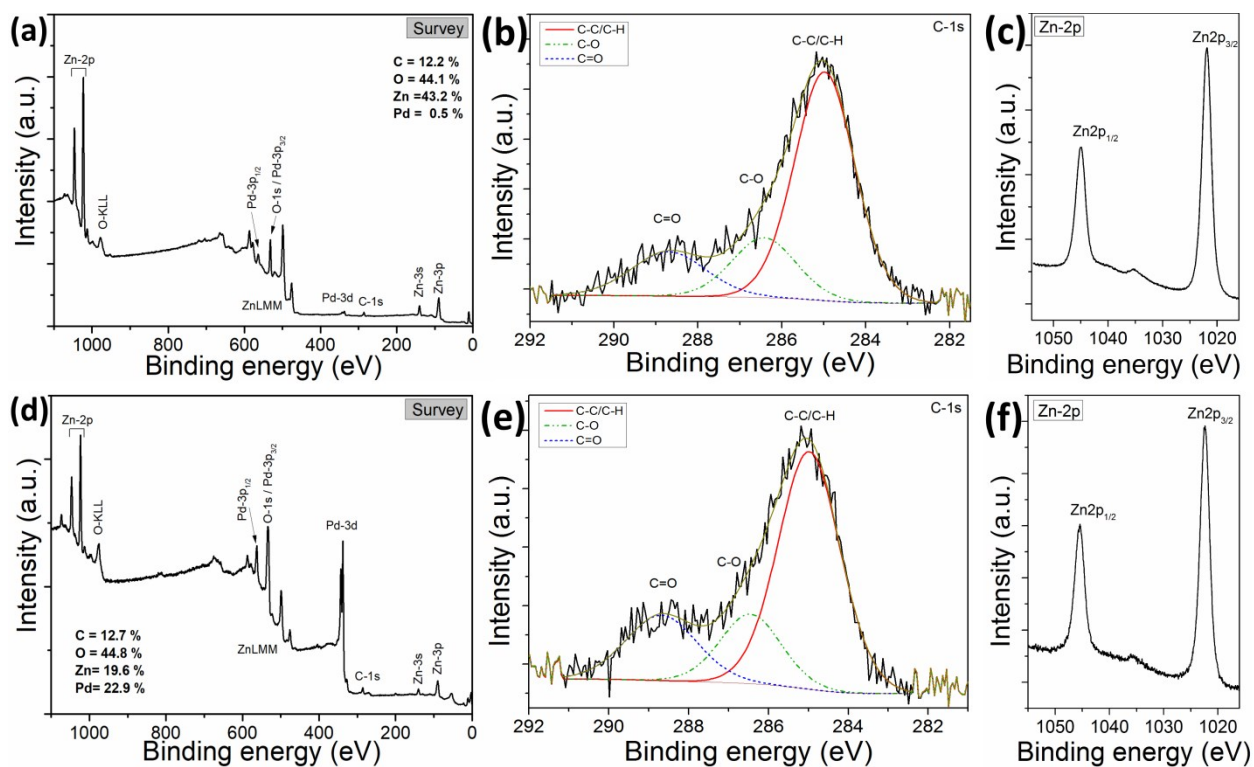 (a)
Survey
Zn-2p
C = 12.2 %
O = 44.1 %
Zn =43.2 %
Pd = 0.5 %
O-KLL
Pd-3p1/2
O-1s / Pd-3p3/2
ZnLMM
Pd-3d
C-1s
Zn-3s
Zn-3p
Intensity (a.u.)
1000 800 600 400 200 0
Binding energy (eV)
(b)
C-C/C-H
C-O
C=O
C-1s
C-C/C-H
C-O
C=O
Intensity (a.u.)
292 290 288 286 284 282
Binding energy (eV)
(c)
Zn-2p
Zn2p3/2
Zn2p1/2
Intensity (a.u.)
1050 1040 1030 1020
Binding energy (eV)
(d)
Survey
Zn-2p
O-KLL
Pd-3p1/2
O-1s / Pd-3p3/2
Pd-3d
C = 12.7 %
O = 44.8 %
Zn= 19.6 %
Pd= 22.9 %
ZnLMM
C-1s
Zn-3s
Zn-3p
Intensity (a.u.)
1000 800 600 400 200 0
Binding energy (eV)
(e)
C-C/C-H
C-O
C=O
C-1s
C-C/C-H
C-O
C=O
Intensity (a.u.)
292 290 288 286 284 282
Binding energy (eV)
(f)
Zn-2p
Zn2p3/2
Zn2p1/2
Intensity (a.u.)
1050 1040 1030 1020
Binding energy (eV)